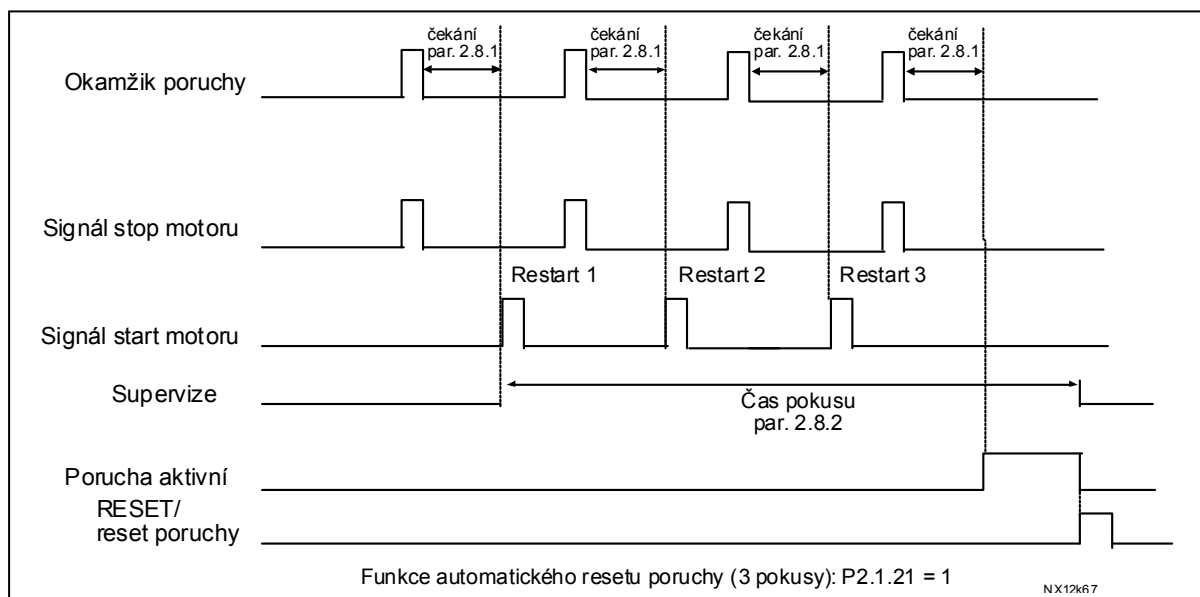 čekání
par. 2.8.1
čekání
par. 2.8.1
čekání
par. 2.8.1
čekání
par. 2.8.1
Okamžik poruchy
Signál stop motoru
Restart 1
Restart 2
Restart 3
Signál start motoru
Supervize
Čas pokusu
par. 2.8.2
Porucha aktivní
RESET/
reset poruchy
Funkce automatického resetu poruchy (3 pokusy): P2.1.21 = 1
NX12k67